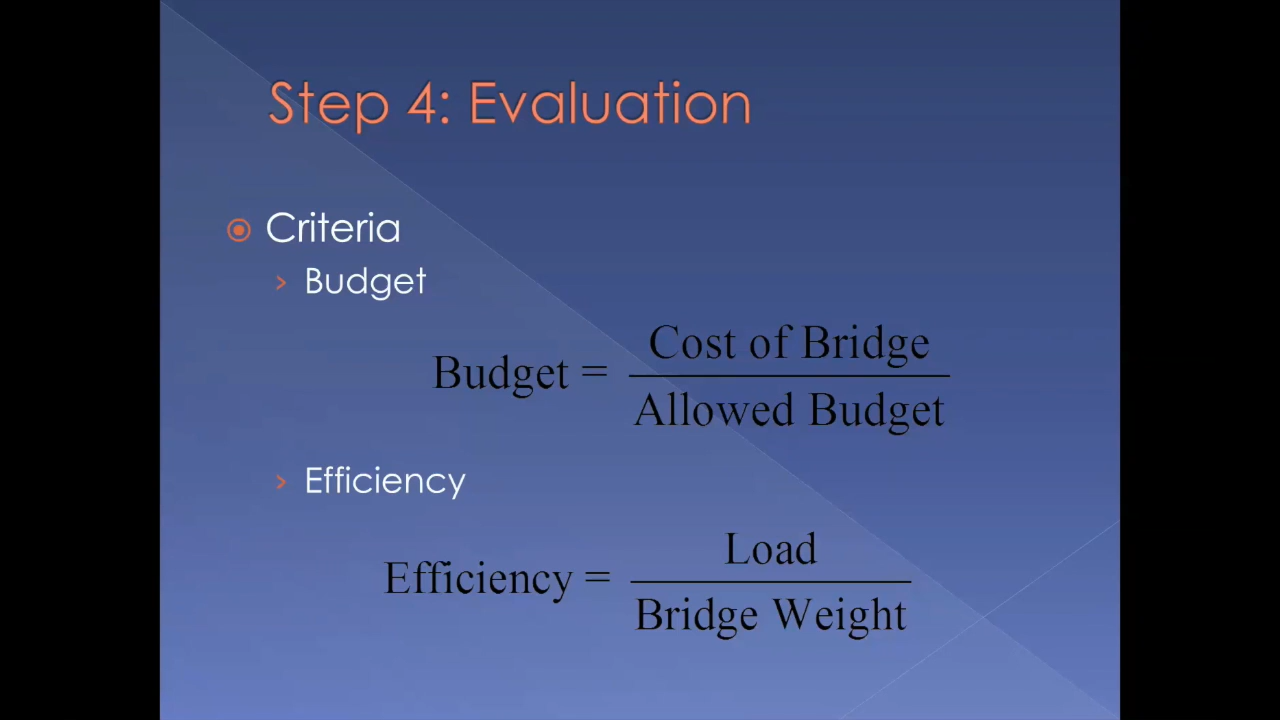 Step 4: Evaluation
Criteria
Budget
Budget = Cost of Bridge
Allowed Budget
Efficiency
Efficiency = Load
Bridge Weight